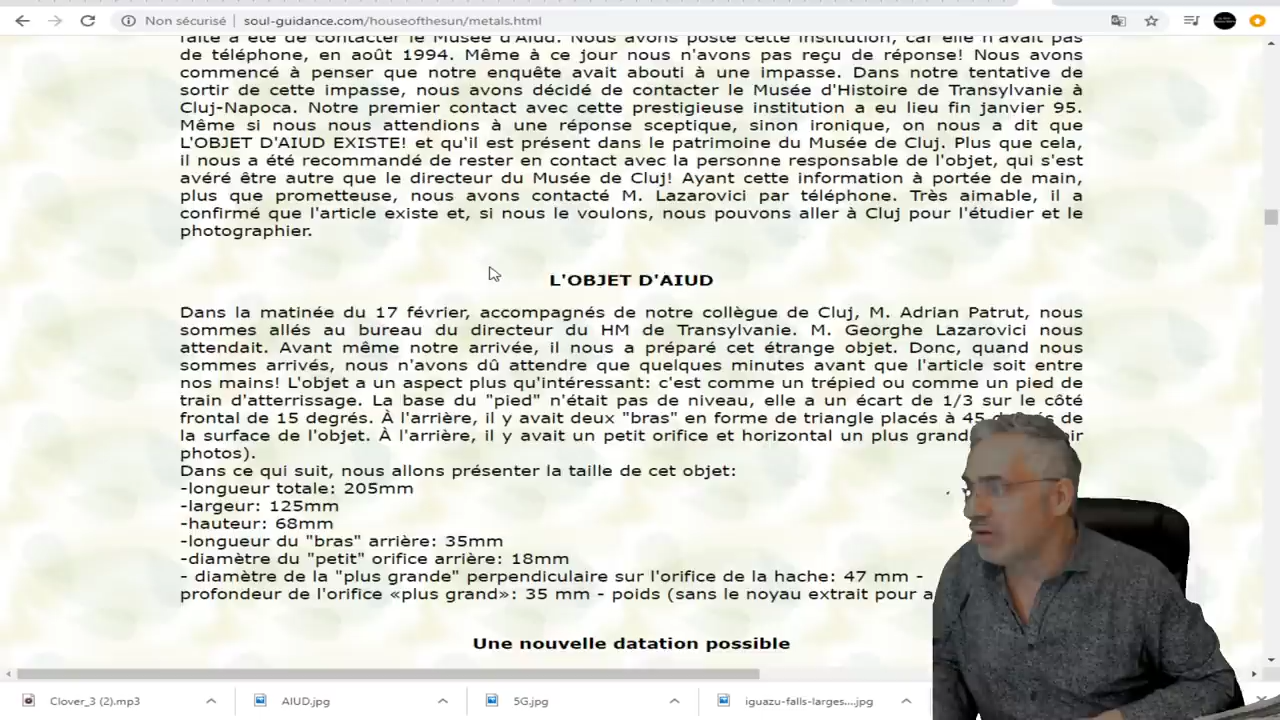 Non sécurisé | soul-guidance.com/houseofthesun/metals.html
faite a été de contacter le Musée d'Aiud. Nous avons posté cette institution, car elle n'avait pas
de téléphone, en août 1994. Même à ce jour nous n'avons pas reçu de réponse! Nous avons
commencé à penser que notre enquête avait abouti à une impasse. Dans notre tentative de
sortir de cette impasse, nous avons décidé de contacter le Musée d'Histoire de Transylvanie à
Cluj-Napoca. Notre premier contact avec cette prestigieuse institution a eu lieu fin janvier 95.
Même si nous nous attendions à une réponse sceptique, sinon ironique, on nous a dit que
L'OBJET D'AIUD EXISTE! et qu'il est présent dans le patrimoine du Musée de Cluj. Plus que cela,
il nous a été recommandé de rester en contact avec la personne responsable de l'objet, qui s'est
avéré être autre que le directeur du Musée de Cluj! Ayant cette information à portée de main,
plus que prometteuse, nous avons contacté M. Lazarovici par téléphone. Très aimable, il a
confirmé que l'article existe et, si nous le voulons, nous pouvons aller à Cluj pour l'étudier et le
photographier.
L'OBJET D'AIUD
Dans la matinée du 17 février, accompagnés de notre collègue de Cluj, M. Adrian Patrut, nous
sommes allés au bureau du directeur du HM de Transylvanie. M. Georghe Lazarovici nous
attendait. Avant même notre arrivée, il nous a préparé cet étrange objet. Donc, quand nous
sommes arrivés, nous n'avons dû attendre que quelques minutes avant que l'article soit entre
nos mains! L'objet a un aspect plus qu'intéressant: c'est comme un trépied ou comme un pied de
train d'atterrissage. La base du "pied" n'était pas de niveau, elle a un écart de 1/3 sur le côté
frontal de 15 degrés. À l'arrière, il y avait deux "bras" en forme de triangle placés à 45 de
la surface de l'objet. À l'arrière, il y avait un petit orifice et horizontal un plus grand
photos).
Dans ce qui suit, nous allons présenter la taille de cet objet:
-longueur totale: 205mm
-largeur: 125mm
-hauteur: 68mm
-longueur du "bras" arrière: 35mm
-diamètre du "petit" orifice arrière: 18mm
- diamètre de la "plus grande" perpendiculaire sur l'orifice de la hache: 47 mm -
profondeur de l'orifice «plus grand»: 35 mm - poids (sans le noyau extrait pour
Une nouvelle datation possible
Clover_3 (2).mp3
AIUD.jpg
5G.jpg
iguazu-falls-larges....jpg